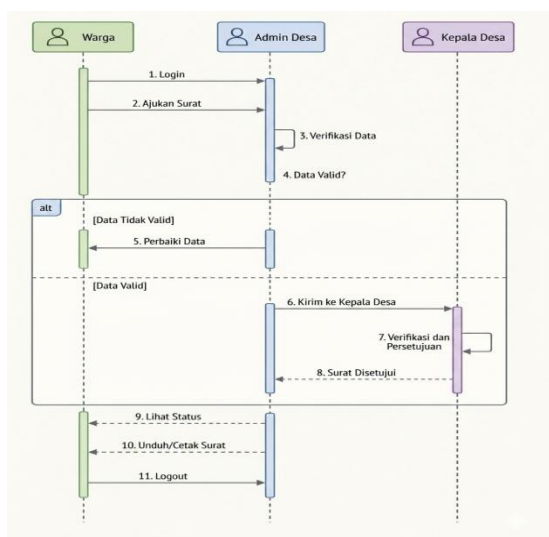 Warga
Admin Desa
Kepala Desa
1. Login
2. Ajukan Surat
3. Verifikasi Data
4. Data Valid?
alt
[Data Tidak Valid]
5. Perbaiki Data
[Data Valid]
6. Kirim ke Kepala Desa
7. Verifikasi dan
Persetujuan
8. Surat Disetujui
9. Lihat Status
10. Unduh/Cetak Surat
11. Logout